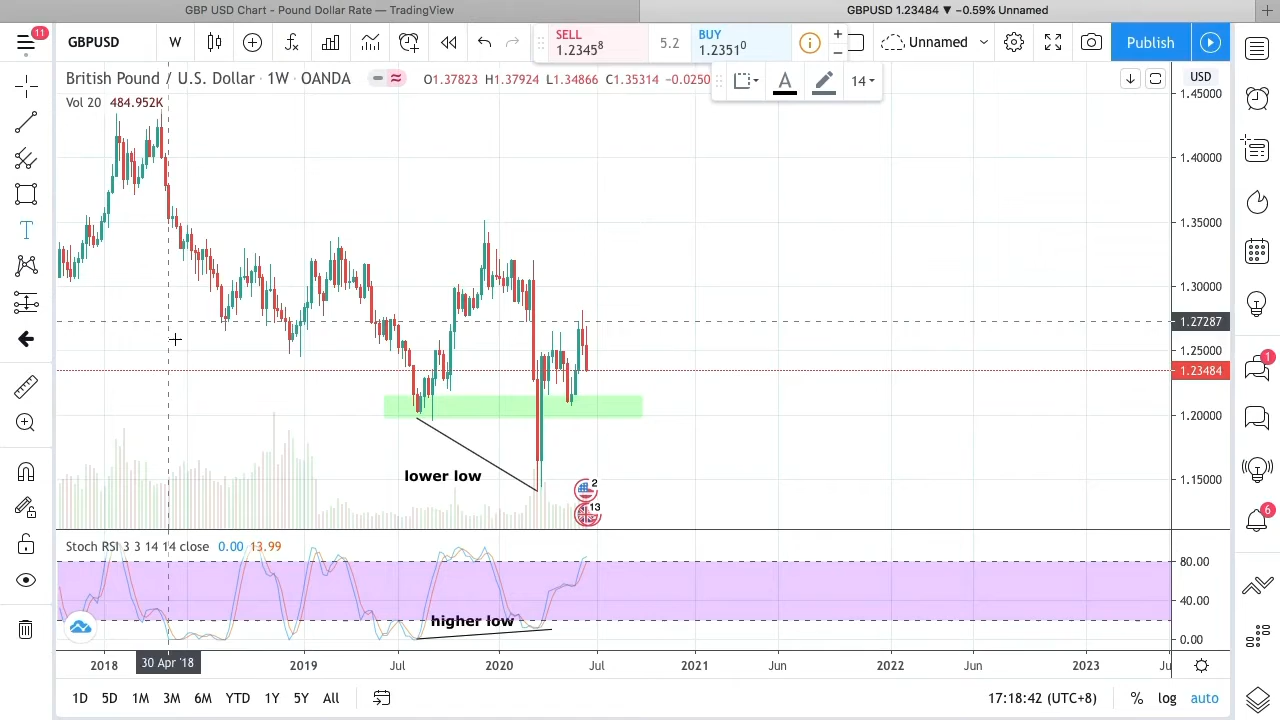 GBP USD Chart - Pound Dollar Rate — TradingView
GBPUSD 1.23484 ▼ −0.59% Unnamed
11
GBPUSD
W
SELL
1.23458
5.2
BUY
1.23510
Unnamed
Publish
British Pound / U.S. Dollar · 1W · OANDA
O1.37823 H1.37924 L1.34866 C1.35314 −0.0250
A
14
USD
Vol 20 484.952K
1.45000
1.40000
1.35000
1.30000
1.27287
1.25000
1.23484
1
1.20000
lower low
1.15000
2
13
6
Stoch RSI 3 3 14 14 close 0.00 13.99
80.00
40.00
higher low
0.00
2018
30 Apr '18
2019
Jul
2020
Jul
2021
Jun
2022
Jun
2023
Ju
1D 5D 1M 3M 6M YTD 1Y 5Y All
17:18:42 (UTC+8)
% log auto